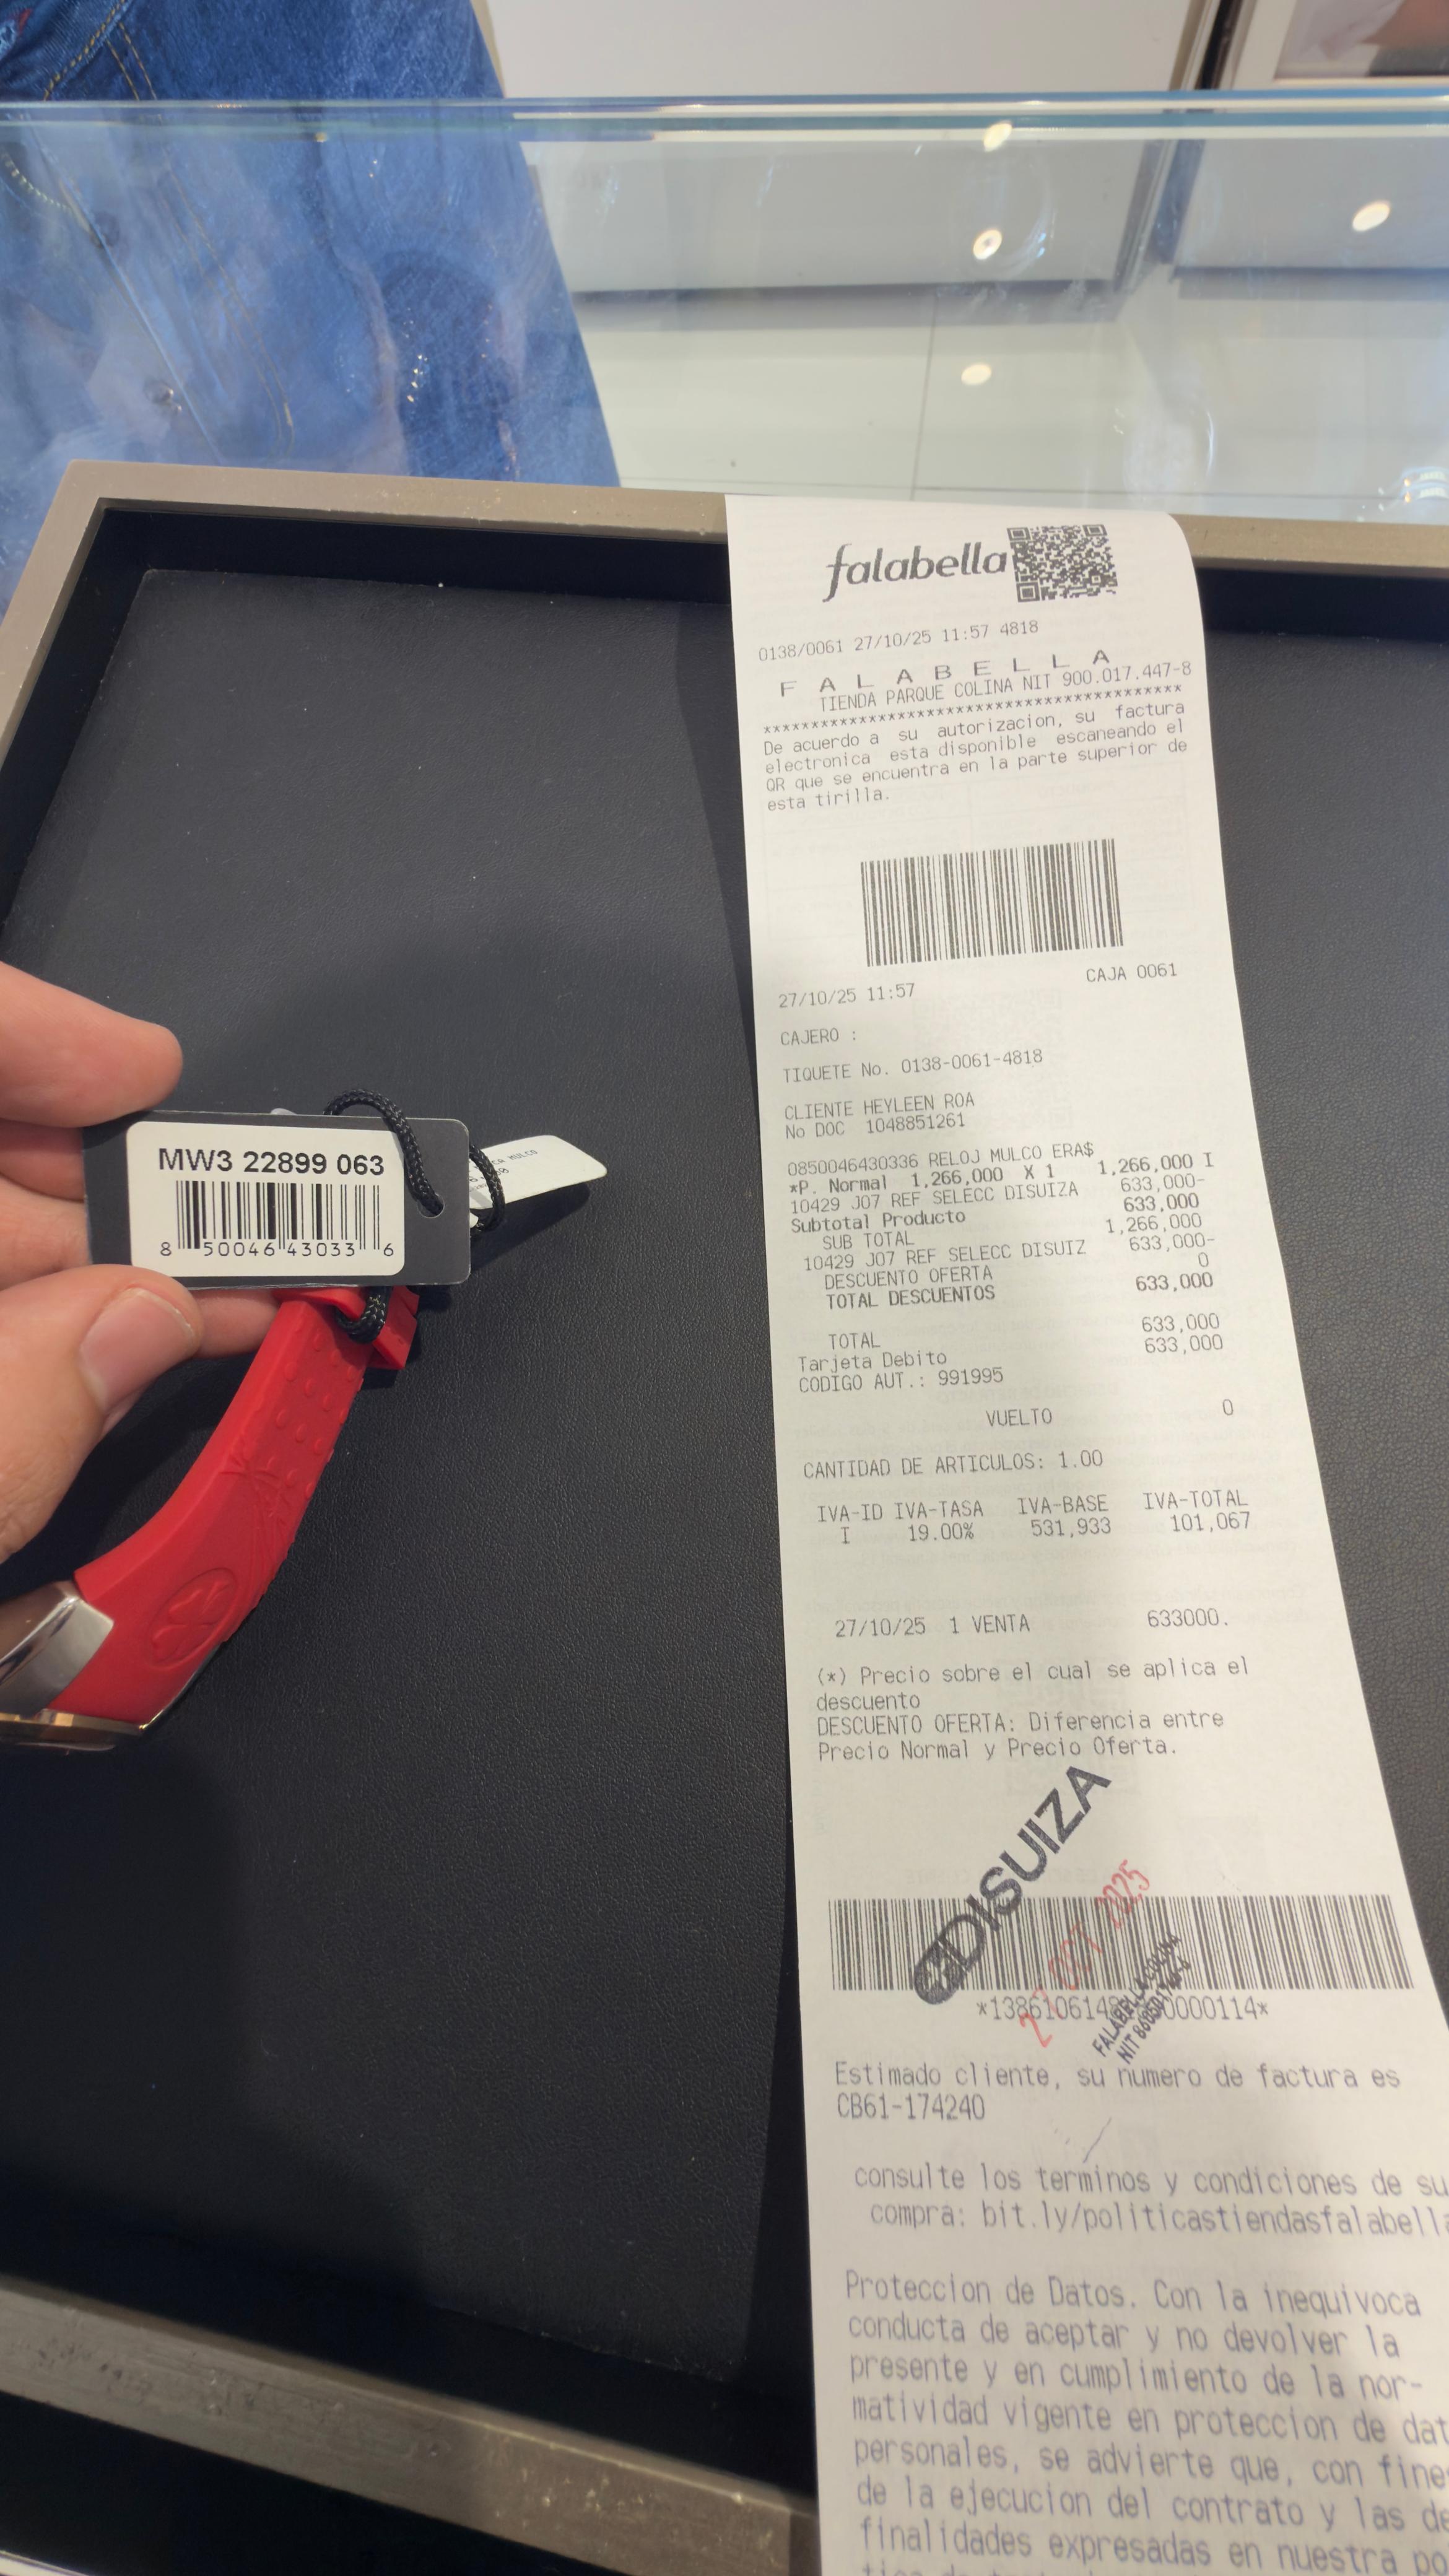 MW3 22899 063
8 50046 43033 6
falabella
0138/0061 27/10/25 11:57 4818
F A L A B E L L A
TIENDA PARQUE COLINA NIT 900.017.447-8
********************************************
De acuerdo a su autorizacion, su factura
electronica esta disponible escaneando el
QR que se encuentra en la parte superior de
esta tirilla.
27/10/25 11:57 CAJA 0061
CAJERO :
TIQUETE No. 0138-0061-4818
CLIENTE HEYLEEN ROA
No DOC 1048851261
0850046430336 RELOJ MULCO ERA$
*P. Normal 1,266,000 X 1 1,266,000 I
10429 J07 REF SELECC DISUIZA 633,000-
Subtotal Producto 633,000
SUB TOTAL 1,266,000
10429 J07 REF SELECC DISUIZ 633,000-
DESCUENTO OFERTA 0
TOTAL DESCUENTOS 633,000
TOTAL 633,000
Tarjeta Debito 633,000
CODIGO AUT.: 991995
VUELTO 0
CANTIDAD DE ARTICULOS: 1.00
IVA-ID IVA-TASA IVA-BASE IVA-TOTAL
I 19.00% 531,933 101,067
27/10/25 1 VENTA 633000.
(*) Precio sobre el cual se aplica el
descuento
DESCUENTO OFERTA: Diferencia entre
Precio Normal y Precio Oferta.
DISUIZA
27 OCT 2025
FALABELLA COLINA
NIT
Estimado cliente, su numero de factura es
CB61-174240
consulte los terminos y condiciones de su
compra: bit.ly/politicastiendasfalabella
Proteccion de Datos. Con la inequivoca
conducta de aceptar y no devolver la
presente y en cumplimiento de la nor-
matividad vigente en proteccion de dat
personales, se advierte que, con fine
de la ejecucion del contrato y las de
finalidades expresadas en nuestra po